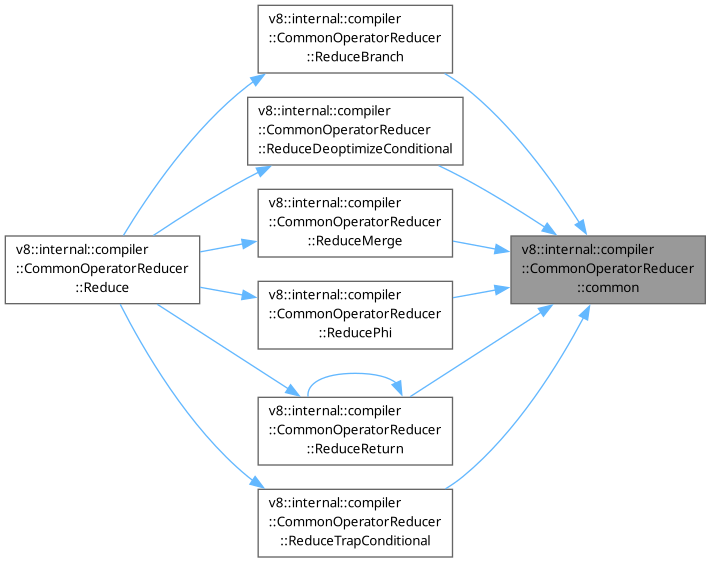 v8::internal::compiler
::CommonOperatorReducer
::ReduceBranch
v8::internal::compiler
::CommonOperatorReducer
::ReduceDeoptimizeConditional
v8::internal::compiler
::CommonOperatorReducer
::ReduceMerge
v8::internal::compiler
::CommonOperatorReducer
::Reduce
v8::internal::compiler
::CommonOperatorReducer
::common
v8::internal::compiler
::CommonOperatorReducer
::ReducePhi
v8::internal::compiler
::CommonOperatorReducer
::ReduceReturn
v8::internal::compiler
::CommonOperatorReducer
::ReduceTrapConditional